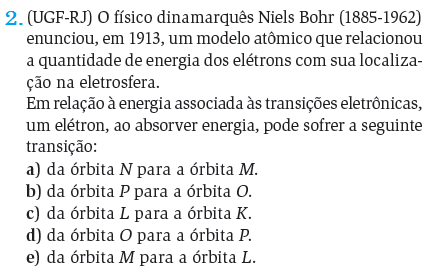 2. (UGF-RJ) O físico dinamarquês Niels Bohr (1885-1962)
enunciou, em 1913, um modelo atômico que relacionou
a quantidade de energia dos elétrons com sua localiza-
ção na eletrosfera.
Em relação à energia associada às transições eletrônicas,
um elétron, ao absorver energia, pode sofrer a seguinte
transição:
a) da órbita N para a órbita M.
b) da órbita P para a órbita O.
c) da órbita L para a órbita K.
d) da órbita O para a órbita P.
e) da órbita M para a órbita L.